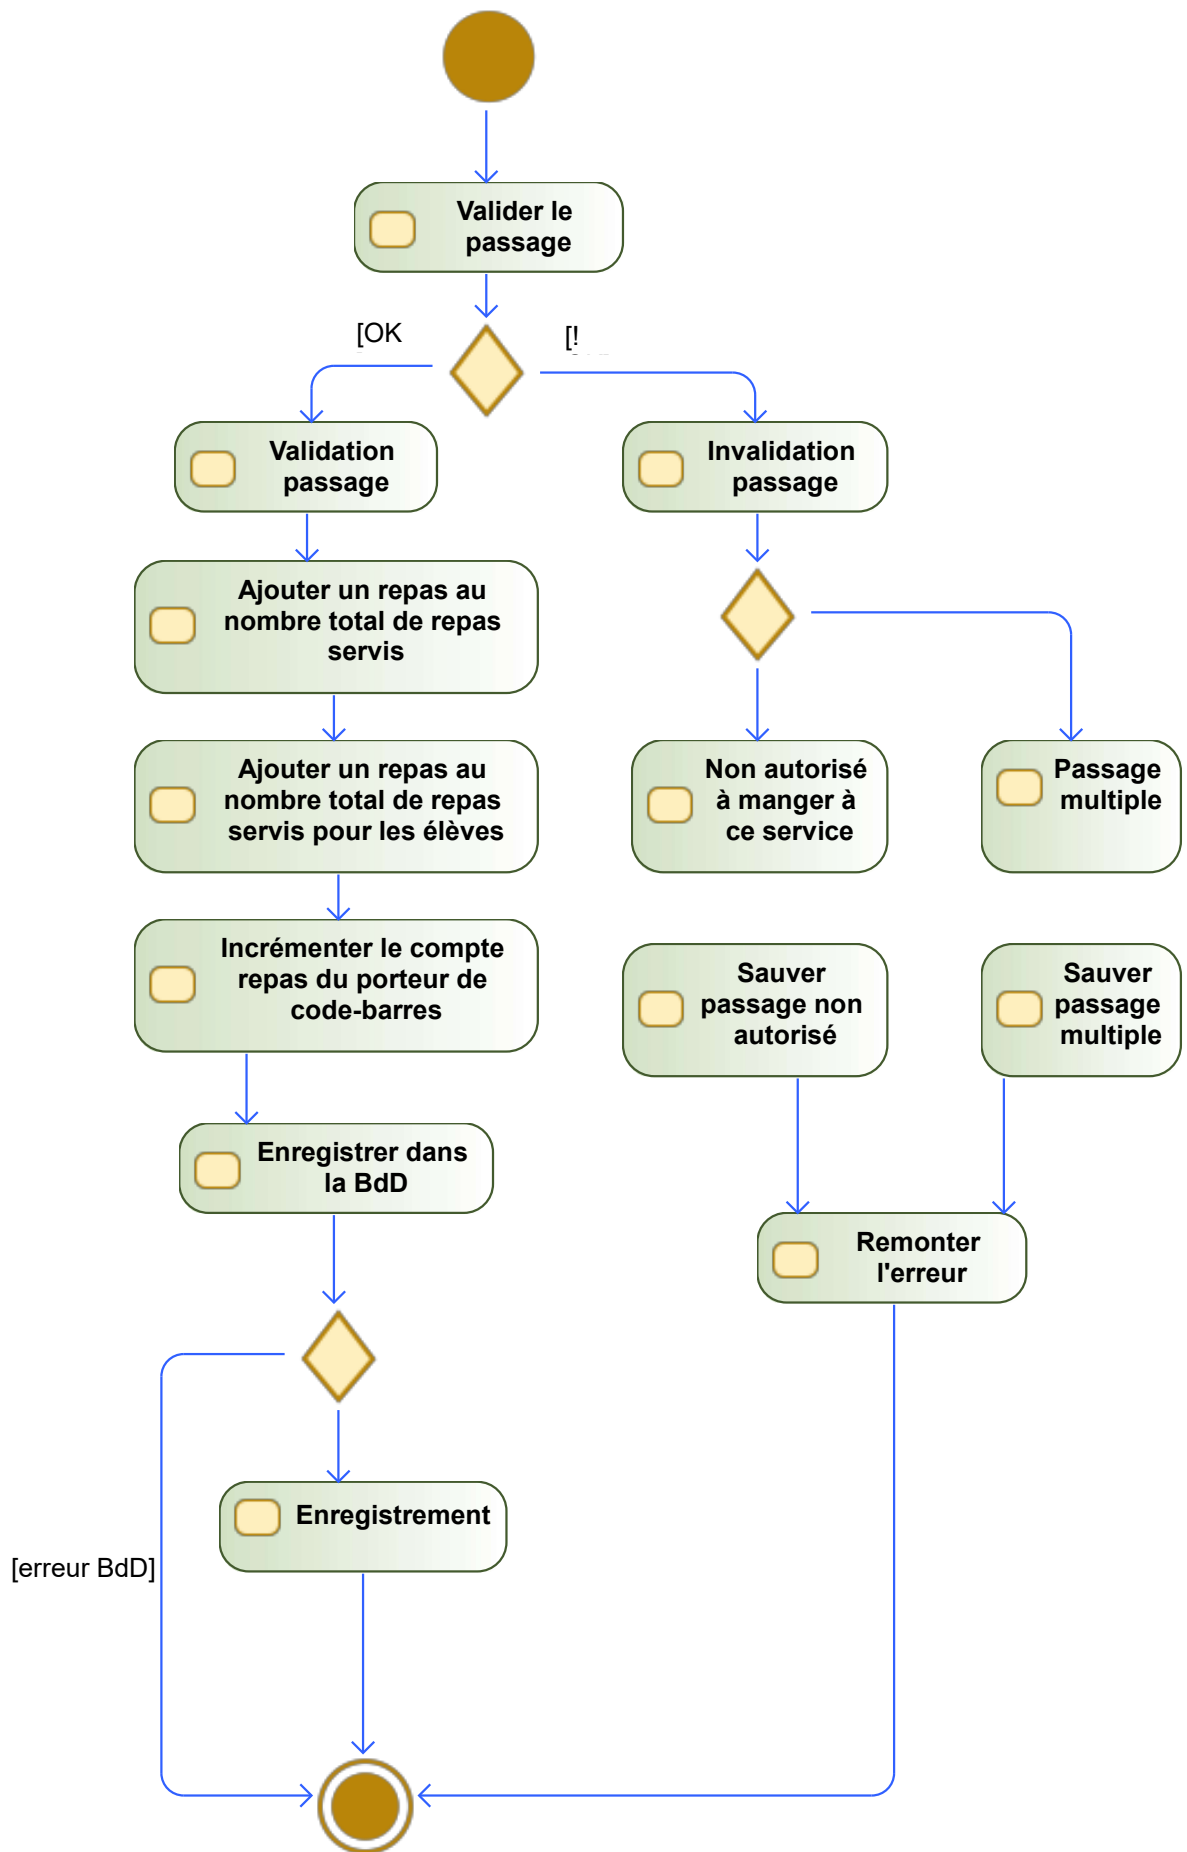 Valider le
passage
[OK
[!
Validation
passage
Invalidation
passage
Ajouter un repas au
nombre total de repas
servis
Ajouter un repas au
nombre total de repas
servis pour les élèves
Non autorisé
à manger à
ce service
Passage
multiple
Incrémenter le compte
repas du porteur de
code-barres
Sauver
passage non
autorisé
Sauver
passage
multiple
Enregistrer dans
la BdD
Remonter
l'erreur
Enregistrement
[erreur BdD]